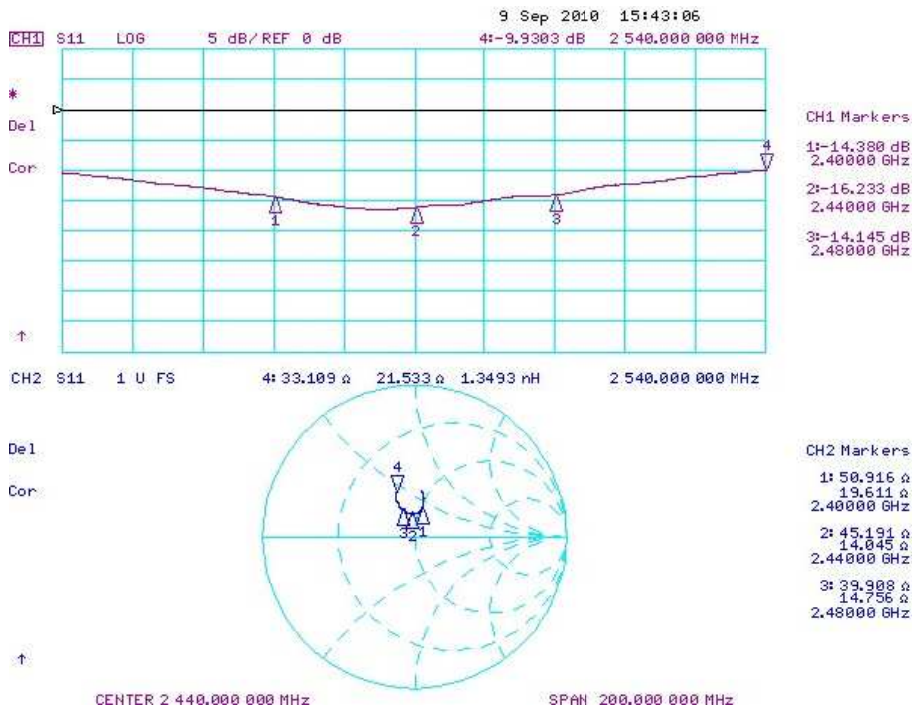 9 Sep 2010 15:43:06
CH1 S11 LOG 5 dB/REF 0 dB 4:-9.9303 dB 2 540.000 000 MHz
*
Del
Cor
↑
1
2
3
4
CH1 Markers
1:-14.380 dB
2.40000 GHz
2:-16.233 dB
2.44000 GHz
3:-14.145 dB
2.48000 GHz
CH2 S11 1 U FS 4: 33.109 Ω 21.533 Ω 1.3493 nH 2 540.000 000 MHz
Del
Cor
↑
4
3
2
1
CH2 Markers
1: 50.916 Ω
19.611 Ω
2.40000 GHz
2: 45.191 Ω
14.045 Ω
2.44000 GHz
3: 39.908 Ω
14.756 Ω
2.48000 GHz
CENTER 2 440.000 000 MHz SPAN 200.000 000 MHz